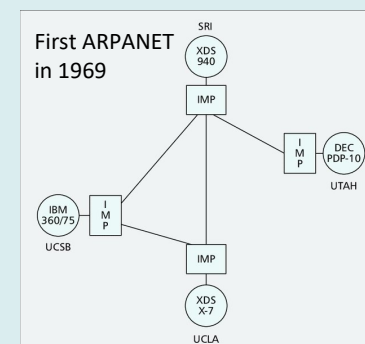 First ARPANET
in 1969
SRI
XDS
940
IMP
I
M
P
DEC
PDP-10
UTAH
IBM
360/75
I
M
P
UCSB
IMP
XDS
X-7
UCLA